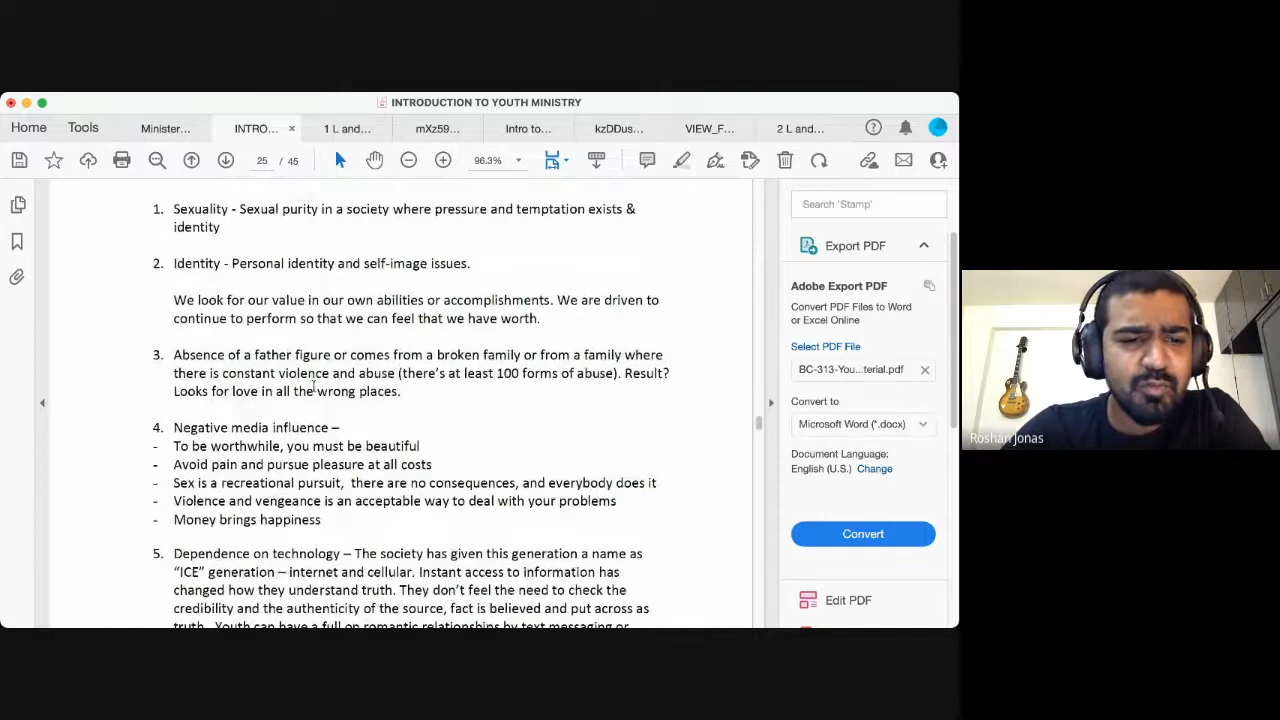 INTRODUCTION TO YOUTH MINISTRY
Home Tools Minister... INTRO... × 1 L and... mXz59... Intro to... kzDDus... VIEW_F... 2 L and...
25 / 45 96.3%
1. Sexuality - Sexual purity in a society where pressure and temptation exists &
identity
2. Identity - Personal identity and self-image issues.
We look for our value in our own abilities or accomplishments. We are driven to
continue to perform so that we can feel that we have worth.
3. Absence of a father figure or comes from a broken family or from a family where
there is constant violence and abuse (there's at least 100 forms of abuse). Result?
Looks for love in all the wrong places.
4. Negative media influence –
- To be worthwhile, you must be beautiful
- Avoid pain and pursue pleasure at all costs
- Sex is a recreational pursuit, there are no consequences, and everybody does it
- Violence and vengeance is an acceptable way to deal with your problems
- Money brings happiness
5. Dependence on technology – The society has given this generation a name as
"ICE" generation – internet and cellular. Instant access to information has
changed how they understand truth. They don't feel the need to check the
credibility and the authenticity of the source, fact is believed and put across as
truth. Youth can have a full on romantic relationships by text messaging or
Search 'Stamp'
Export PDF
Adobe Export PDF
Convert PDF Files to Word
or Excel Online
Select PDF File
BC-313-You...terial.pdf
Convert to
Microsoft Word (*.docx)
Document Language:
English (U.S.) Change
Convert
Edit PDF
Roshan Jonas